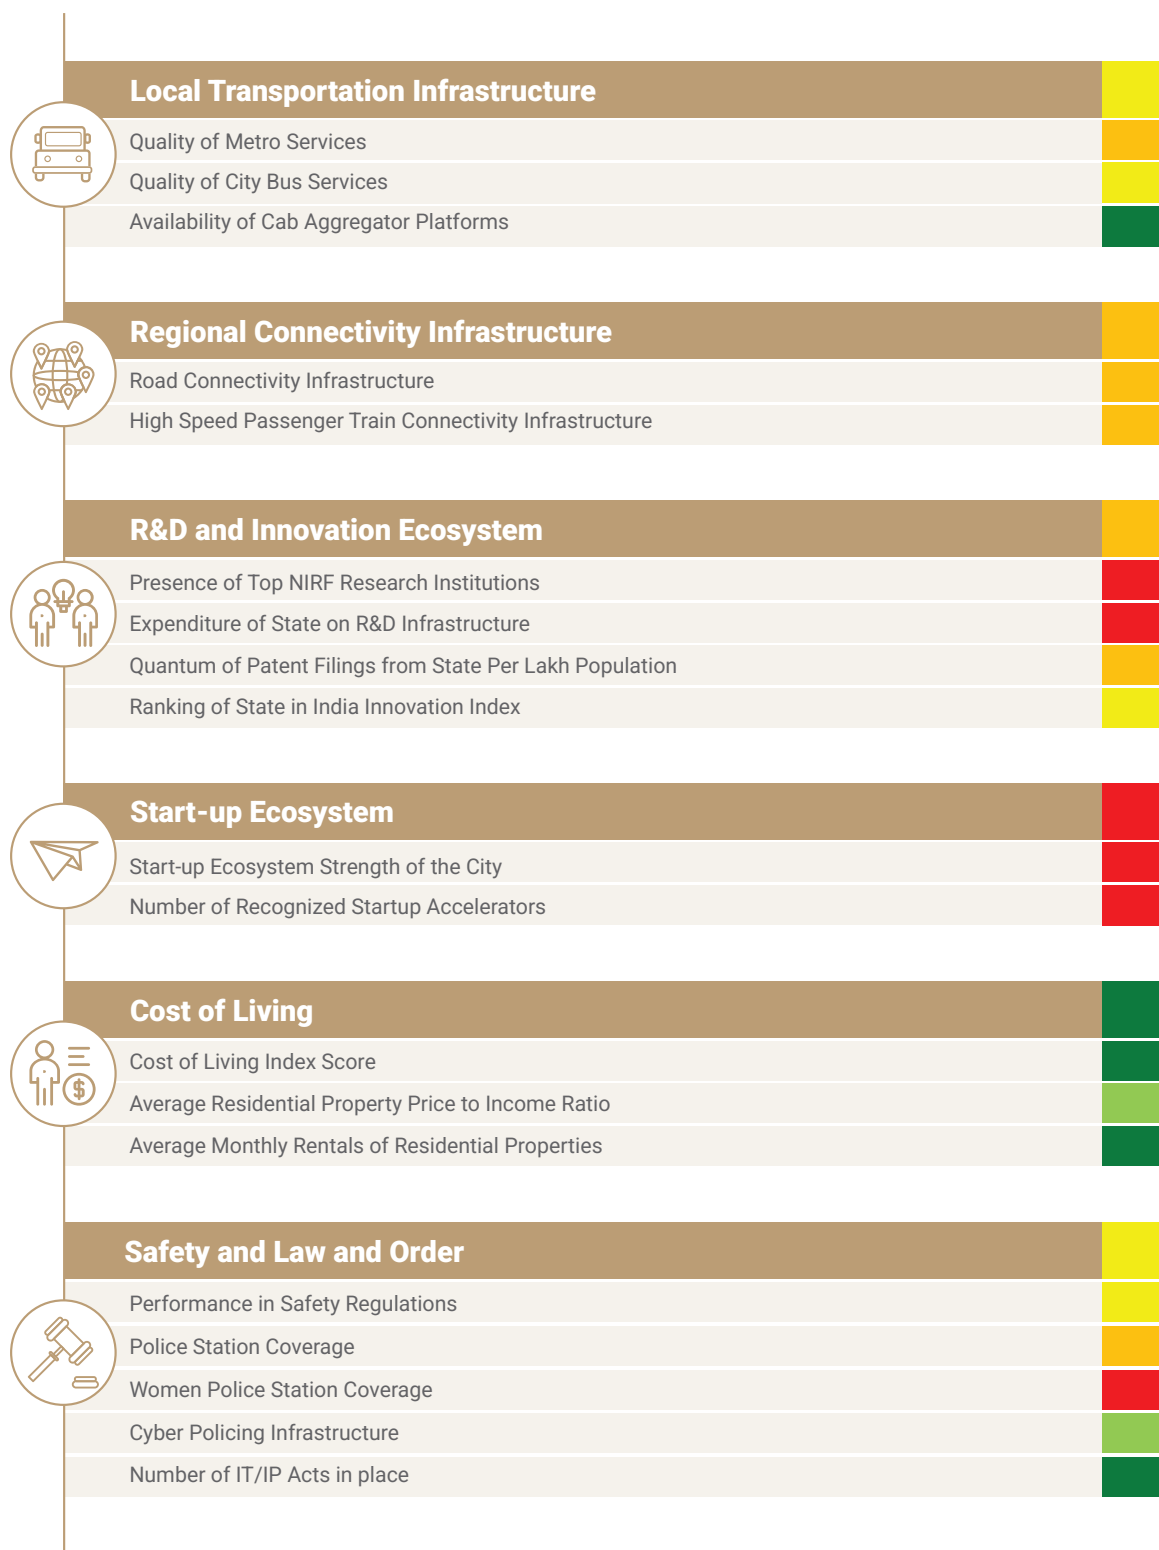 Local Transportation Infrastructure
Quality of Metro Services
Quality of City Bus Services
Availability of Cab Aggregator Platforms
Regional Connectivity Infrastructure
Road Connectivity Infrastructure
High Speed Passenger Train Connectivity Infrastructure
R&D and Innovation Ecosystem
Presence of Top NIRF Research Institutions
Expenditure of State on R&D Infrastructure
Quantum of Patent Filings from State Per Lakh Population
Ranking of State in India Innovation Index
Start-up Ecosystem
Start-up Ecosystem Strength of the City
Number of Recognized Startup Accelerators
Cost of Living
Cost of Living Index Score
Average Residential Property Price to Income Ratio
Average Monthly Rentals of Residential Properties
$
Safety and Law and Order
Performance in Safety Regulations
Police Station Coverage
Women Police Station Coverage
Cyber Policing Infrastructure
Number of IT/IP Acts in place